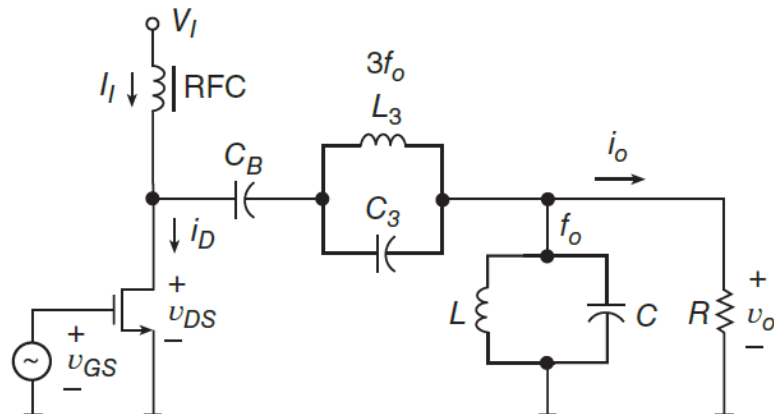 V_I
I_I
RFC
3f_o
L_3
C_B
C_3
i_o
i_D
f_o
+
v_DS
−
~
+
v_GS
−
L
C
R
+
v_o
−